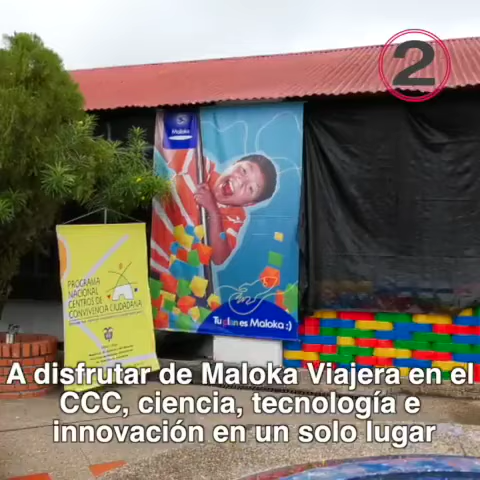 2
Maloka
PROGRAMA
NACIONAL
CENTROS DE
CONVIVENCIA CIUDADANA
Tu plan es Maloka :)
A disfrutar de Maloka Viajera en el
CCC, ciencia, tecnología e
innovación en un solo lugar